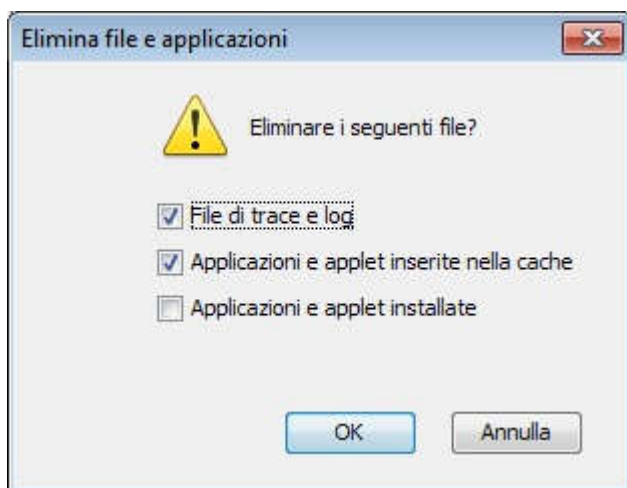 Elimina file e applicazioni
Eliminare i seguenti file?
File di trace e log
Applicazioni e applet inserite nella cache
Applicazioni e applet installate
OK
Annulla